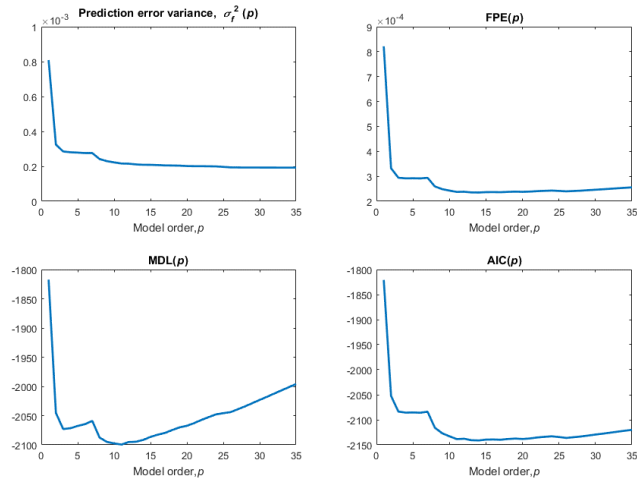 ×10⁻³
Prediction error variance, σ_f² (p)
1
0.8
0.6
0.4
0.2
0
0 5 10 15 20 25 30 35
Model order,p
×10⁻⁴
FPE(p)
9
8
7
6
5
4
3
2
0 5 10 15 20 25 30 35
Model order,p
MDL(p)
-1800
-1850
-1900
-1950
-2000
-2050
-2100
0 5 10 15 20 25 30 35
Model order,p
AIC(p)
-1800
-1850
-1900
-1950
-2000
-2050
-2100
-2150
0 5 10 15 20 25 30 35
Model order,p